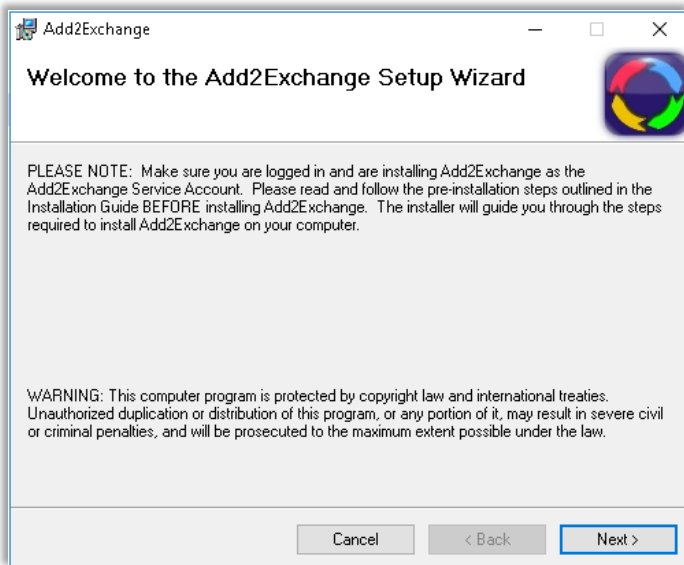 Add2Exchange
Welcome to the Add2Exchange Setup Wizard
PLEASE NOTE:  Make sure you are logged in and are installing Add2Exchange as the
Add2Exchange Service Account.  Please read and follow the pre-installation steps outlined in the
Installation Guide BEFORE installing Add2Exchange.  The installer will guide you through the steps
required to install Add2Exchange on your computer.
WARNING: This computer program is protected by copyright law and international treaties.
Unauthorized duplication or distribution of this program, or any portion of it, may result in severe civil
or criminal penalties, and will be prosecuted to the maximum extent possible under the law.
Cancel
< Back
Next >